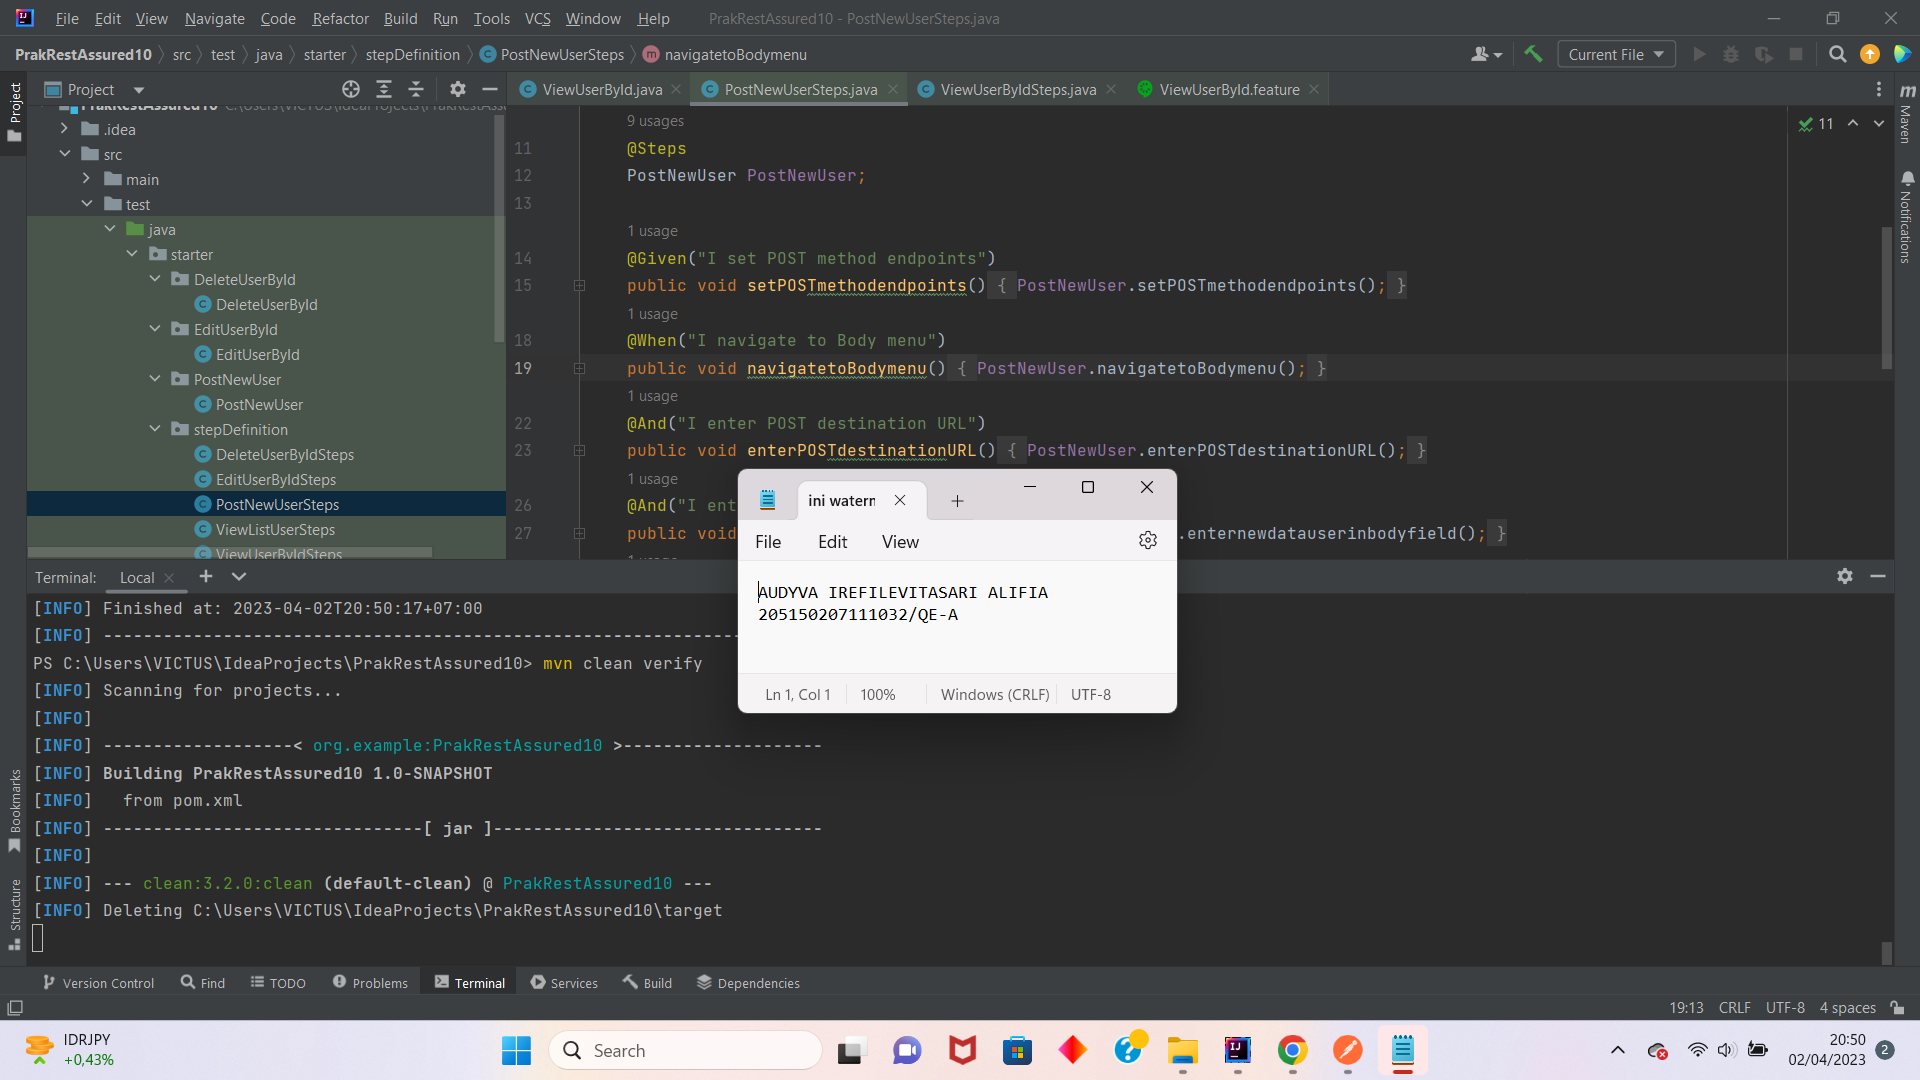 File Edit View Navigate Code Refactor Build Run Tools VCS Window Help PrakRestAssured10 - PostNewUserSteps.java
PrakRestAssured10 src test java starter stepDefinition PostNewUserSteps navigatetoBodymenu Current File
Project
ViewUserById.java PostNewUserSteps.java ViewUserByIdSteps.java ViewUserById.feature
Project
.idea
src
main
test
java
starter
DeleteUserById
DeleteUserById
EditUserById
EditUserById
PostNewUser
PostNewUser
stepDefinition
DeleteUserByIdSteps
EditUserByIdSteps
PostNewUserSteps
ViewListUserSteps
ViewUserByIdSteps
9 usages
11 @Steps
12 PostNewUser PostNewUser;
13
1 usage
14 @Given("I set POST method endpoints")
15 public void setPOSTmethodendpoints() { PostNewUser.setPOSTmethodendpoints(); }
1 usage
18 @When("I navigate to Body menu")
19 public void navigatetoBodymenu() { PostNewUser.navigatetoBodymenu(); }
1 usage
22 @And("I enter POST destination URL")
23 public void enterPOSTdestinationURL() { PostNewUser.enterPOSTdestinationURL(); }
1 usage
26 @And("I ent
27 public void .enternewdatauserinbodyfield(); }
11
Maven
Notifications
ini watern
File Edit View
AUDYVA IREFILEVITASARI ALIFIA
205150207111032/QE-A
Ln 1, Col 1 100% Windows (CRLF) UTF-8
Terminal: Local
[INFO] Finished at: 2023-04-02T20:50:17+07:00
[INFO] ----------------------------------------------------------------
PS C:\Users\VICTUS\IdeaProjects\PrakRestAssured10> mvn clean verify
[INFO] Scanning for projects...
[INFO]
[INFO] -------------------< org.example:PrakRestAssured10 >--------------------
[INFO] Building PrakRestAssured10 1.0-SNAPSHOT
[INFO]   from pom.xml
[INFO] --------------------------------[ jar ]---------------------------------
[INFO]
[INFO] --- clean:3.2.0:clean (default-clean) @ PrakRestAssured10 ---
[INFO] Deleting C:\Users\VICTUS\IdeaProjects\PrakRestAssured10\target
Bookmarks
Structure
Version Control Find TODO Problems Terminal Services Build Dependencies
19:13 CRLF UTF-8 4 spaces
IDRJPY
+0,43%
Search
20:50
02/04/2023
2